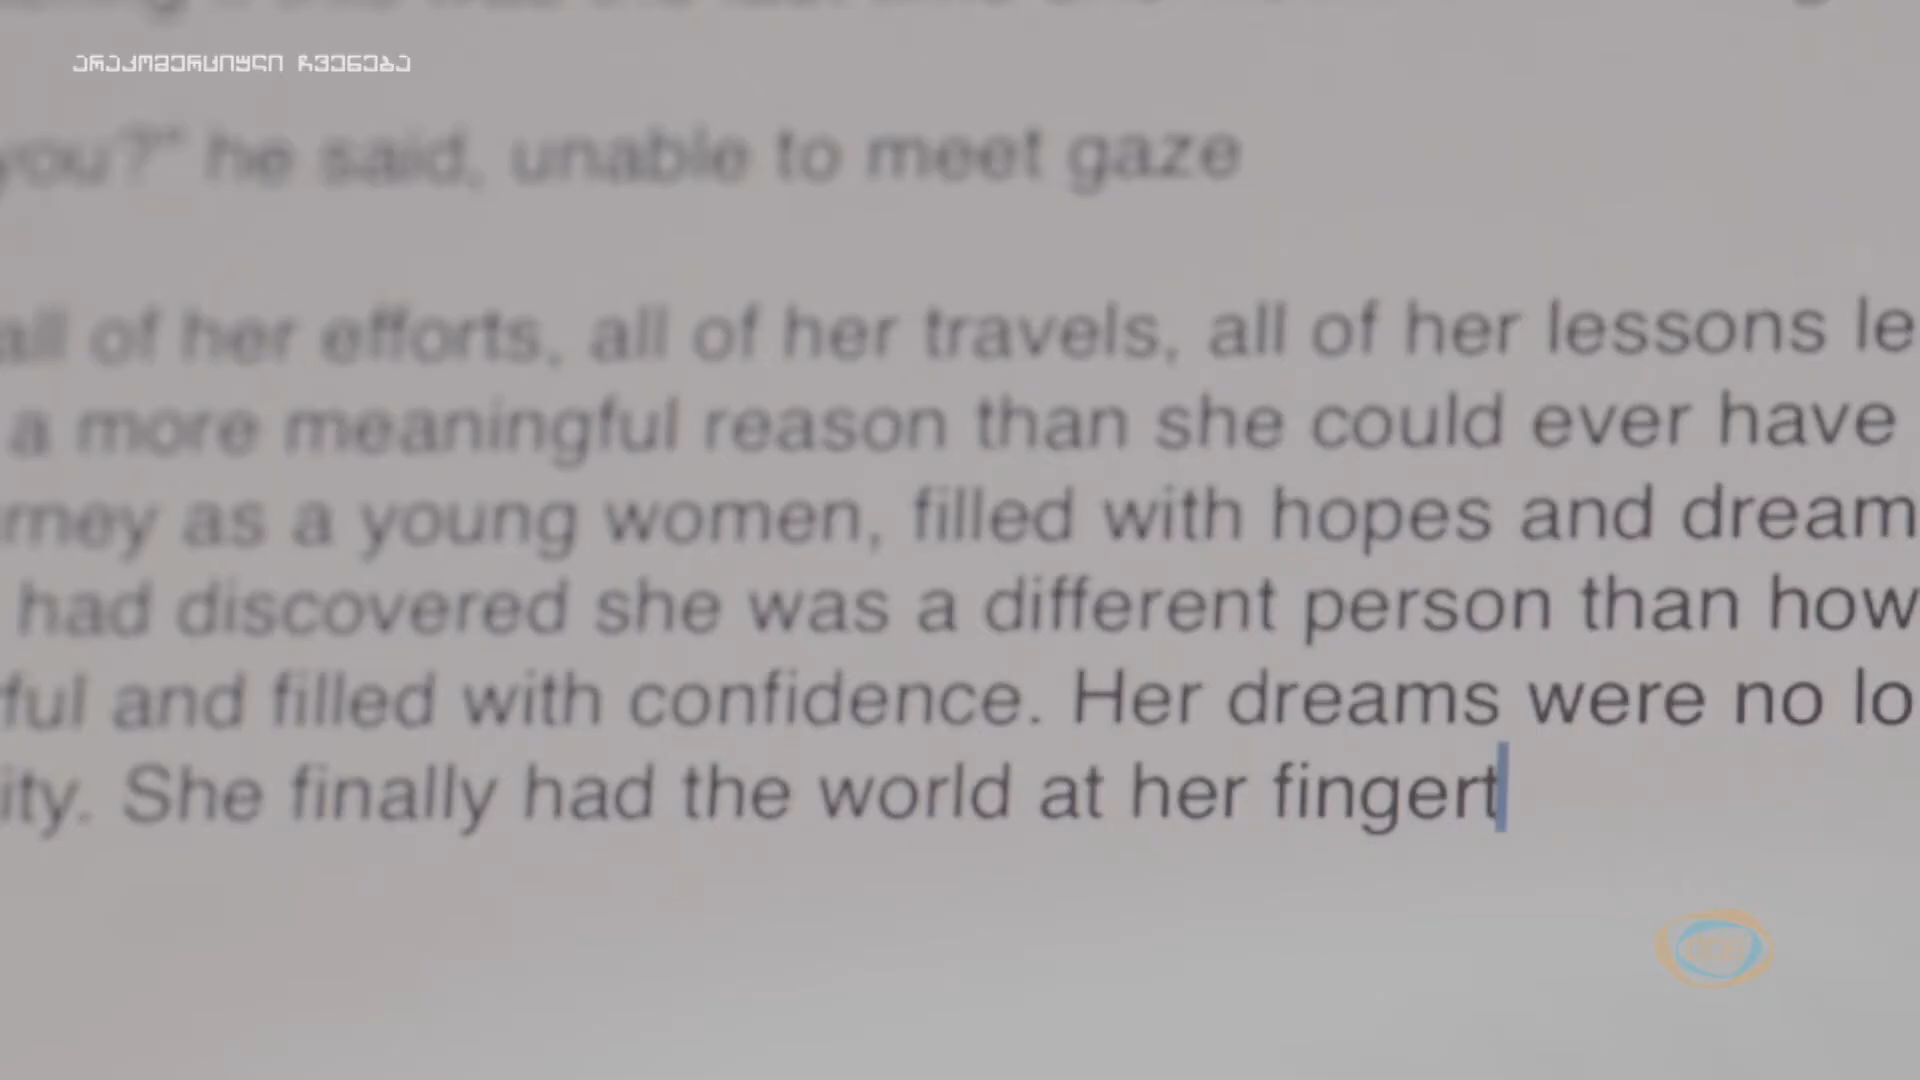 არაკომერციული ჩვენება
you?" he said, unable to meet gaze
all of her efforts, all of her travels, all of her lessons le
a more meaningful reason than she could ever have
rney as a young women, filled with hopes and dream
had discovered she was a different person than how
ful and filled with confidence. Her dreams were no lo
ity. She finally had the world at her fingert